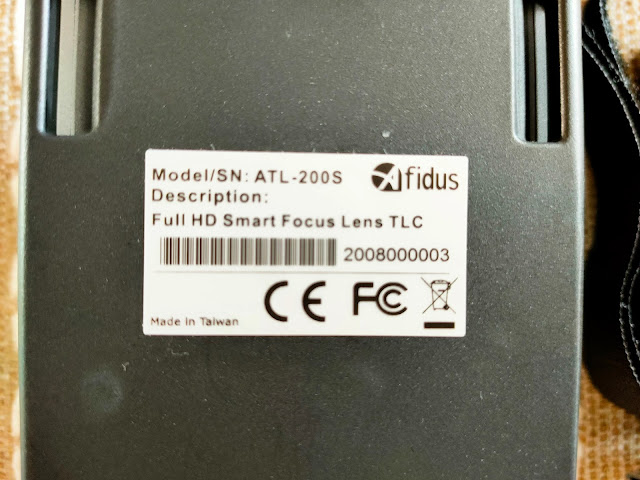 Model/SN: ATL-200S
Afidus
Description:
Full HD Smart Focus Lens TLC
2008000003
CE FC
Made in Taiwan